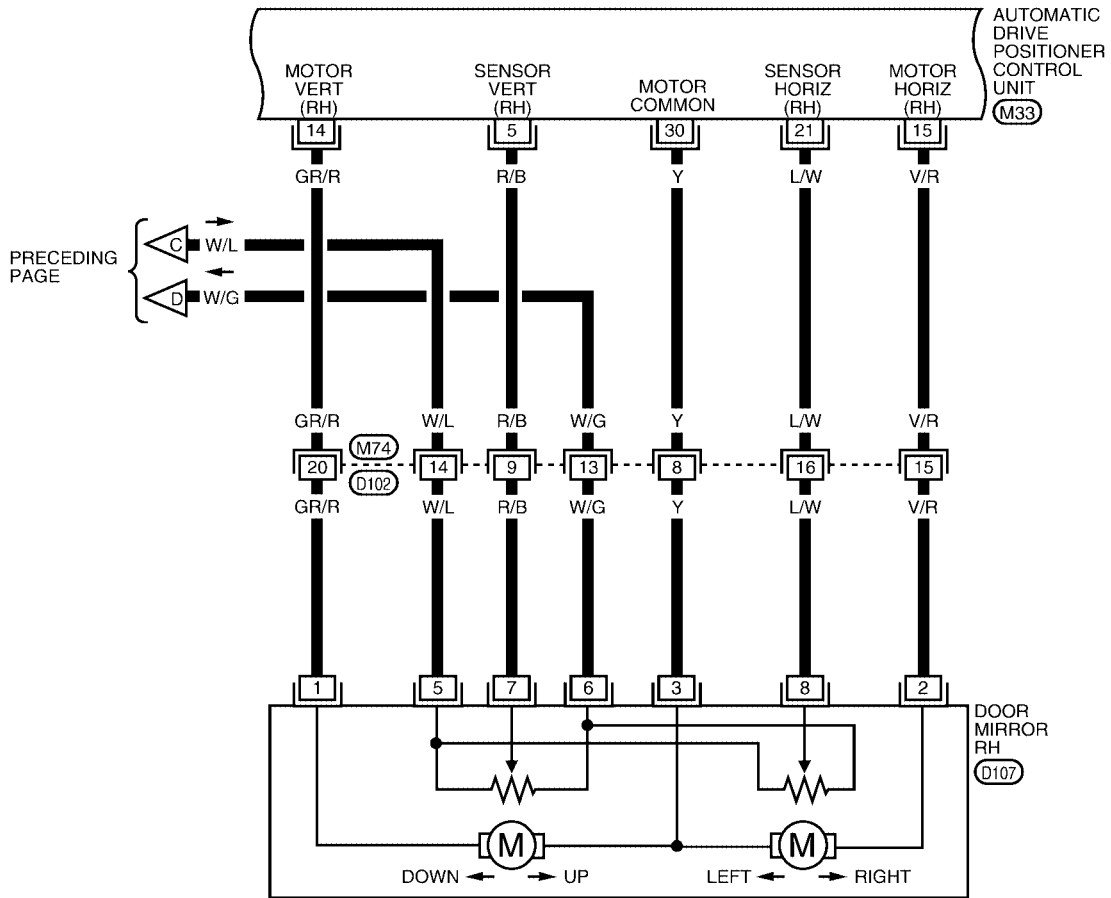 AUTOMATIC
DRIVE
POSITIONER
CONTROL
UNIT
M33
MOTOR
VERT
(RH)
SENSOR
VERT
(RH)
MOTOR
COMMON
SENSOR
HORIZ
(RH)
MOTOR
HORIZ
(RH)
14 5 30 21 15
GR/R R/B Y L/W V/R
PRECEDING
PAGE
C W/L
D W/G
GR/R W/L R/B W/G Y L/W V/R
M74
20 14 9 13 8 16 15
D102
GR/R W/L R/B W/G Y L/W V/R
1 5 7 6 3 8 2
DOOR
MIRROR
RH
D107
M M
DOWN UP LEFT RIGHT